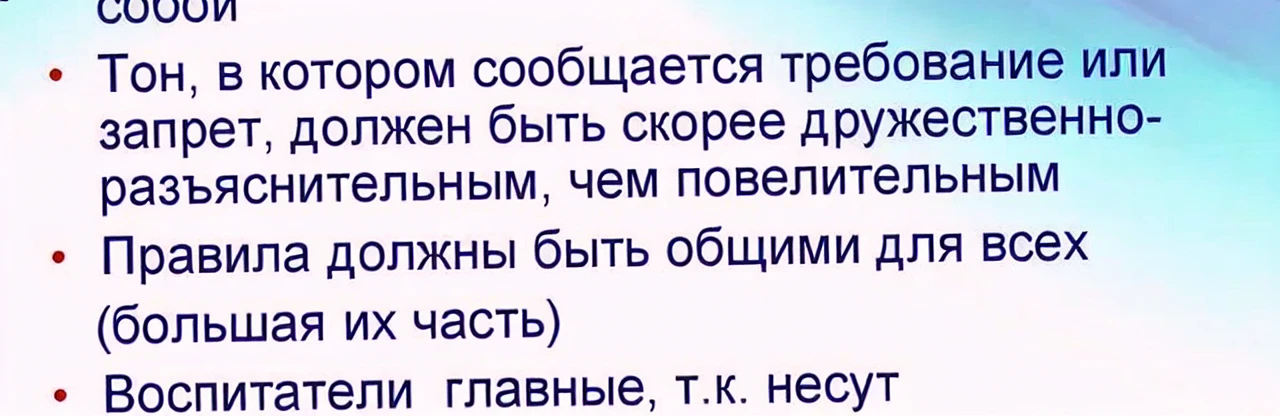 собой
• Тон, в котором сообщается требование или
запрет, должен быть скорее дружественно-
разъяснительным, чем повелительным
• Правила должны быть общими для всех
(большая их часть)
• Воспитатели главные, т.к. несут